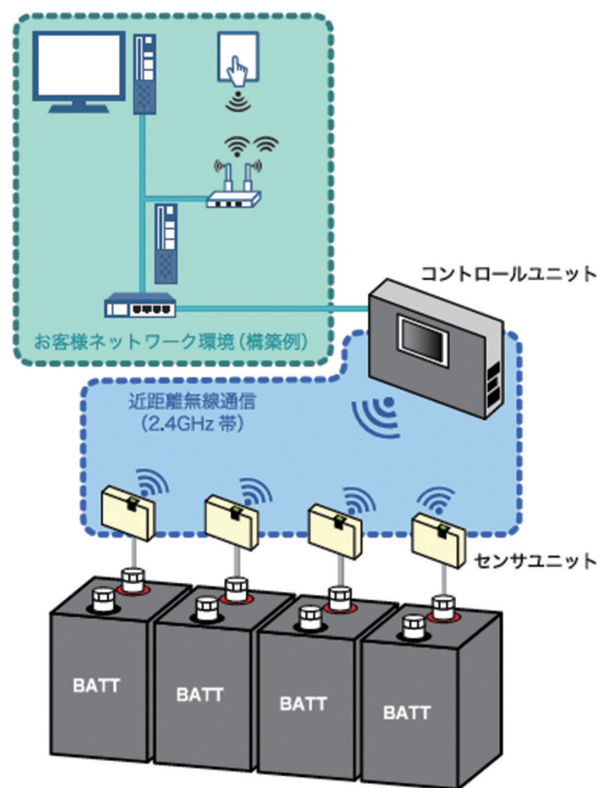 コントロールユニット
お客様ネットワーク環境(構築例)
近距離無線通信
(2.4GHz 帯)
センサユニット
BATT
BATT
BATT
BATT